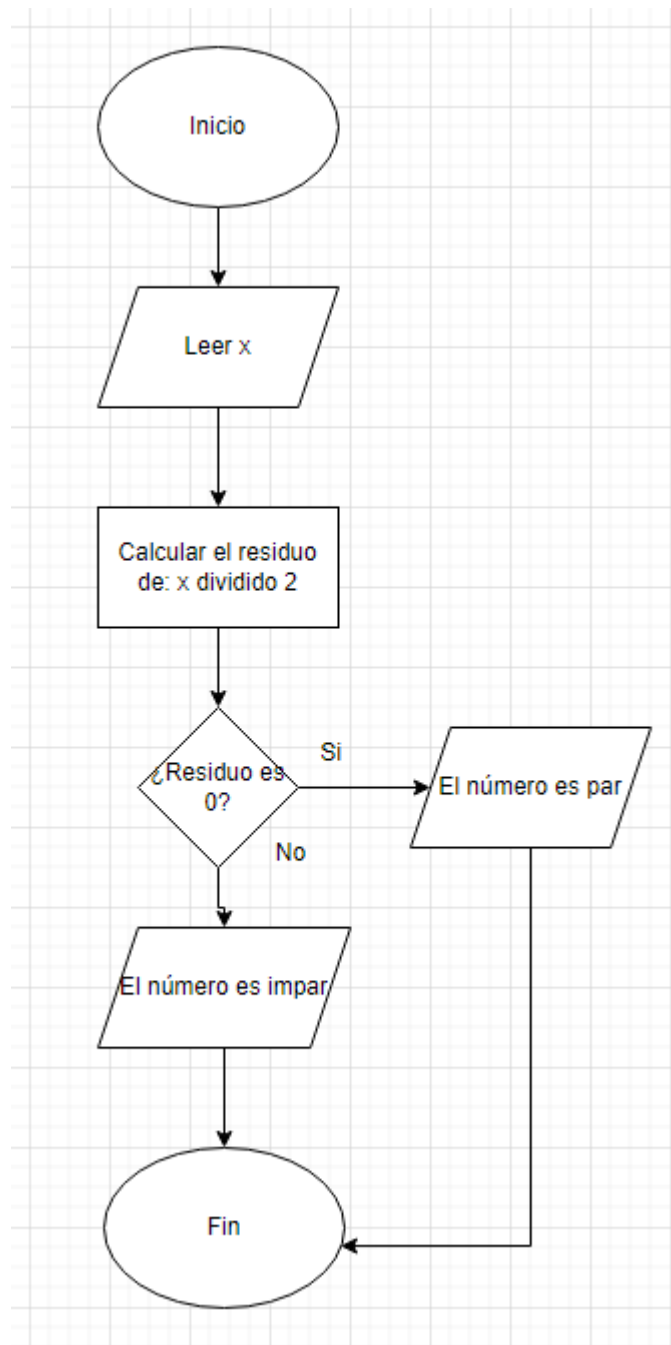 Inicio
Leer x
Calcular el residuo
de: x dividido 2
¿Residuo es
0?
Si
El número es par
No
El número es impar
Fin